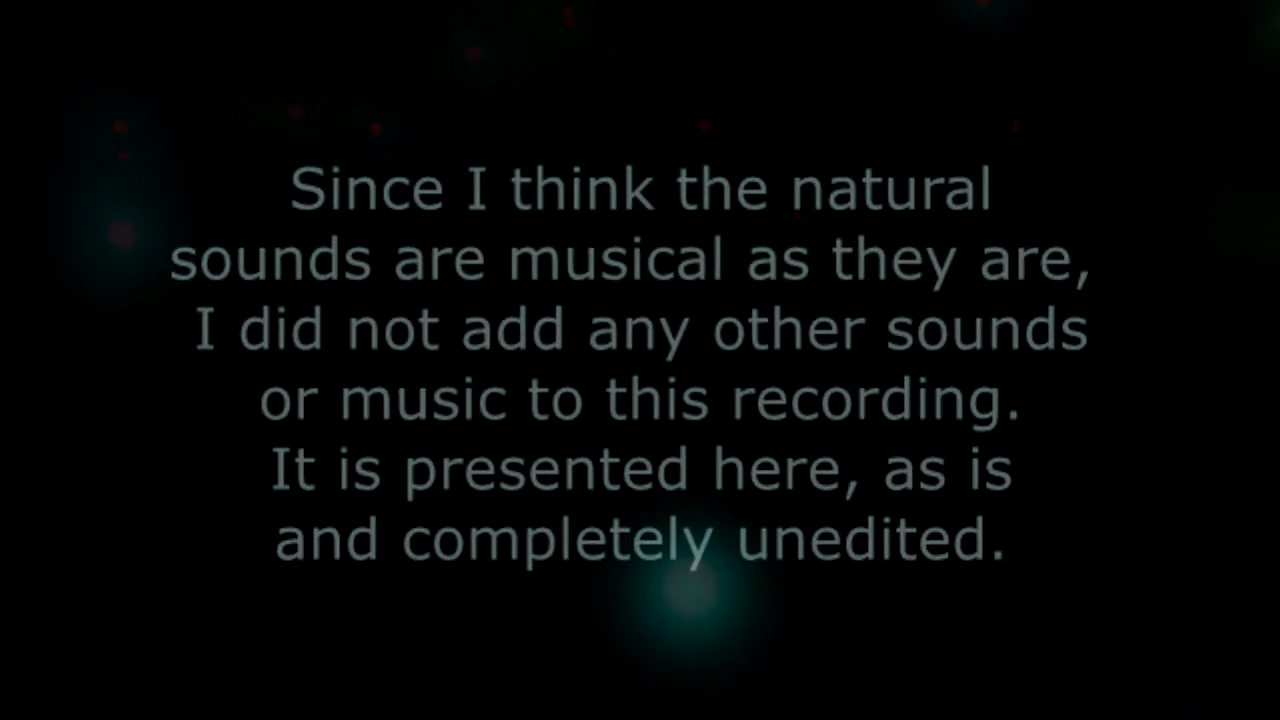 Since I think the natural
sounds are musical as they are,
I did not add any other sounds
or music to this recording.
It is presented here, as is
and completely unedited.